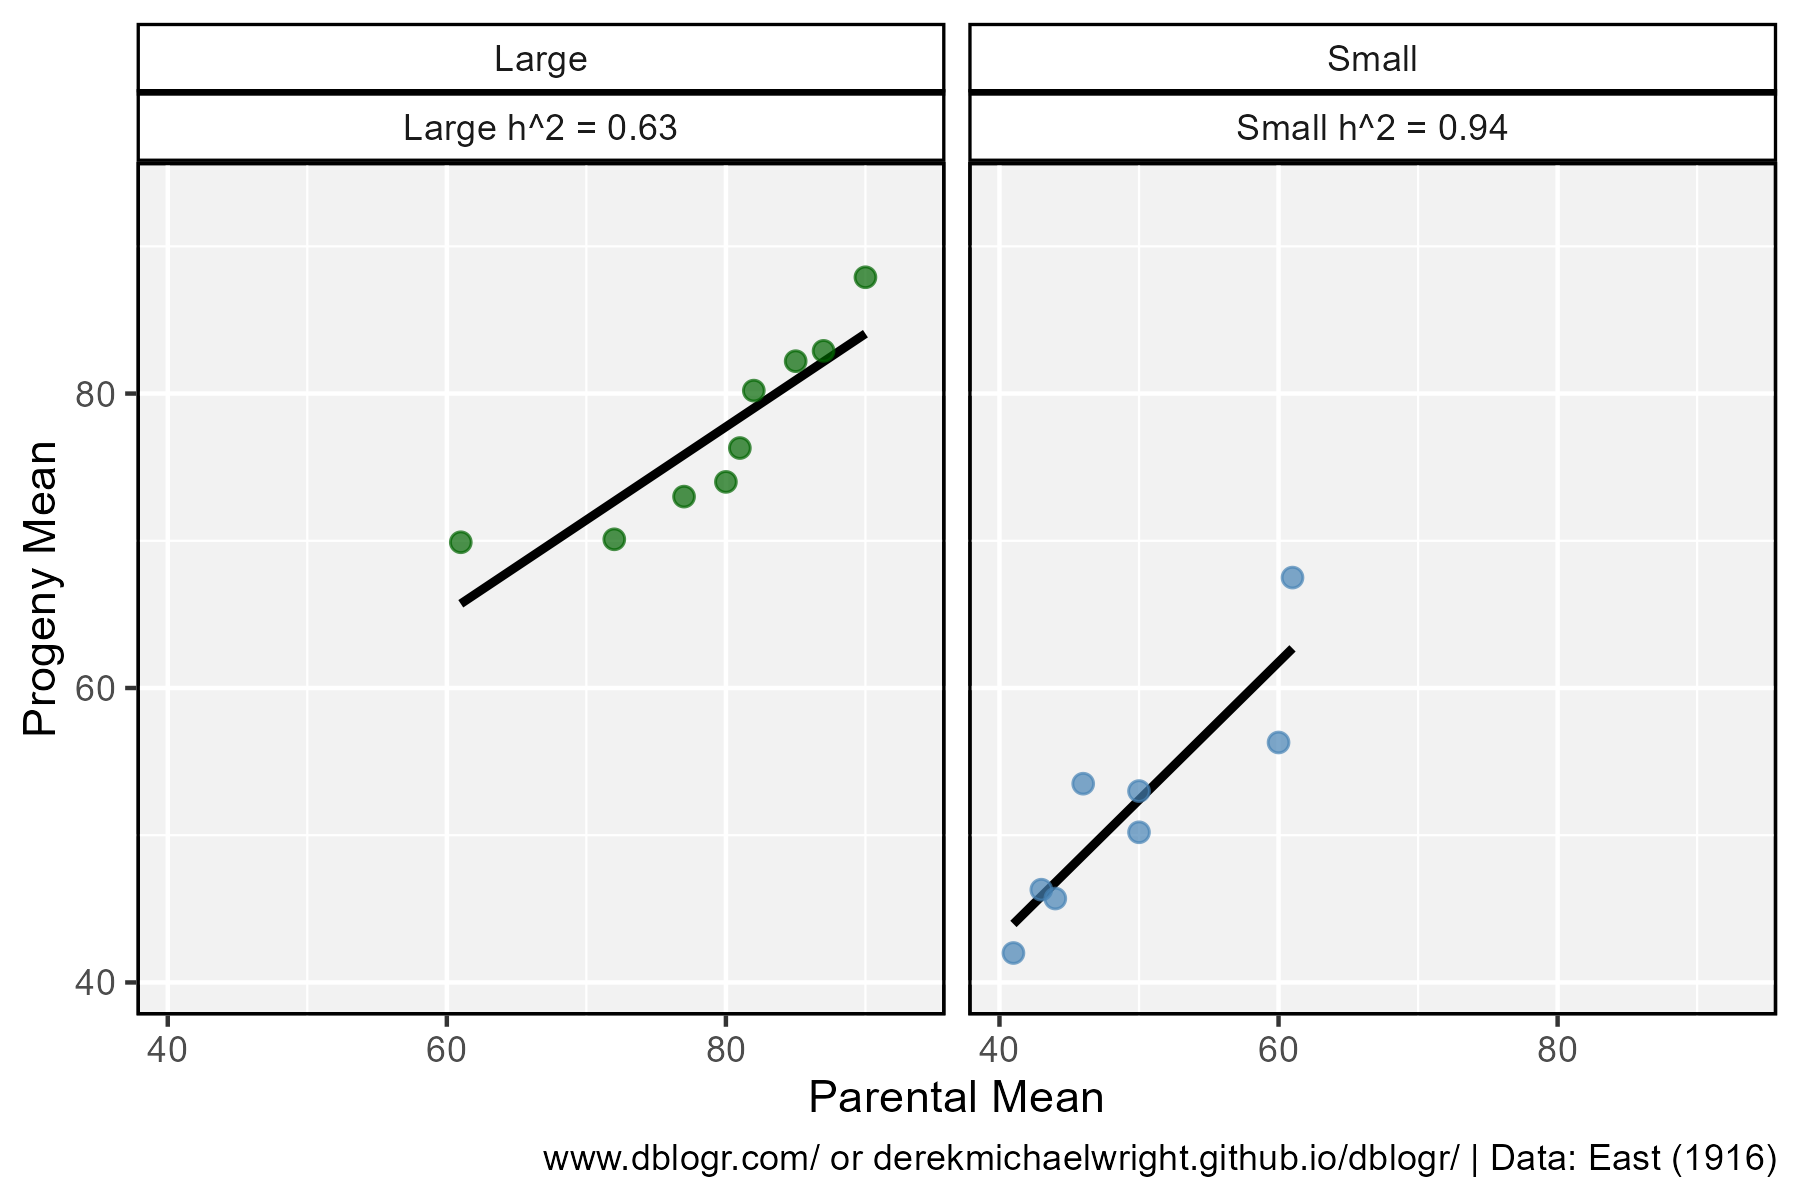 Large
Small
Large h^2 = 0.63
Small h^2 = 0.94
Progeny Mean
80
60
40
40
60
80
40
60
80
Parental Mean
www.dblogr.com/ or derekmichaelwright.github.io/dblogr/ | Data: East (1916)